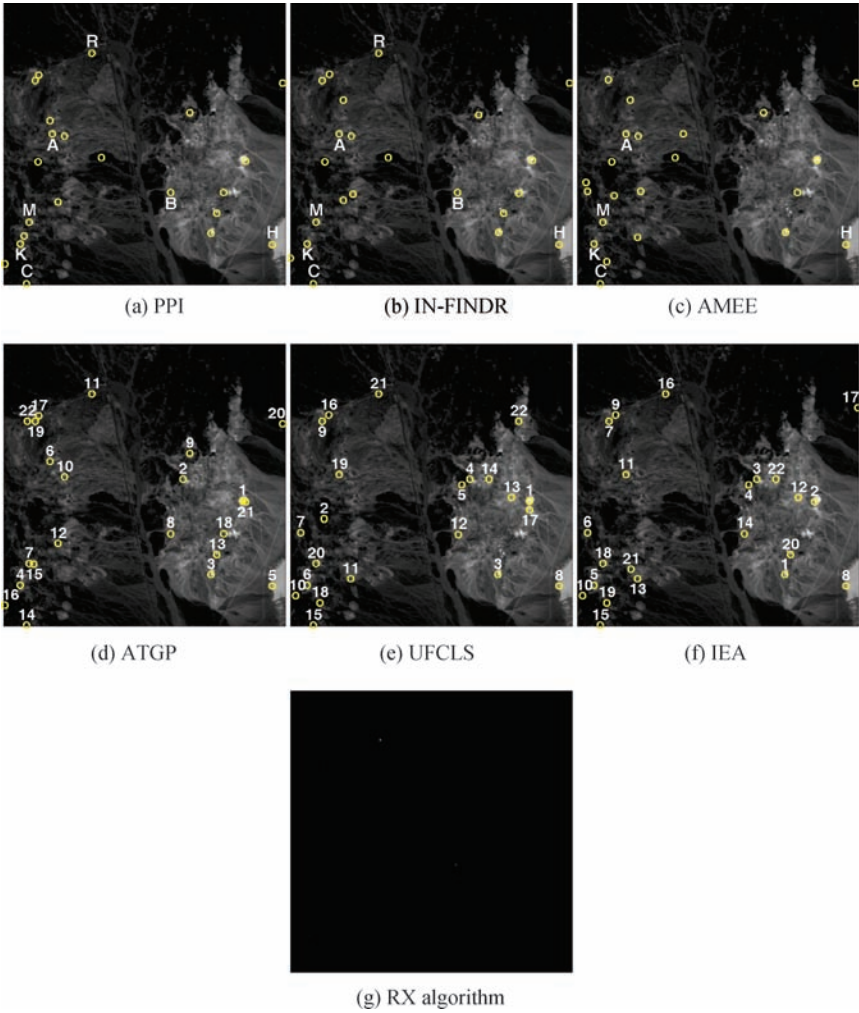 R
A
B
M
K
C
H
(a) PPI
R
A
B
M
K
C
H
(b) IN-FINDR
A
M
K
C
H
(c) AMEE
11
17
22
19
20
9
6
10
2
1
21
8
18
12
13
7
15
3
4
5
16
14
(d) ATGP
21
16
9
22
19
4
14
5
13
1
17
2
7
12
20
11
3
6
8
10
18
15
(e) UFCLS
16
17
9
7
11
3
22
4
12
2
6
14
20
18
21
1
5
13
8
10
19
15
(f) IEA
(g) RX algorithm